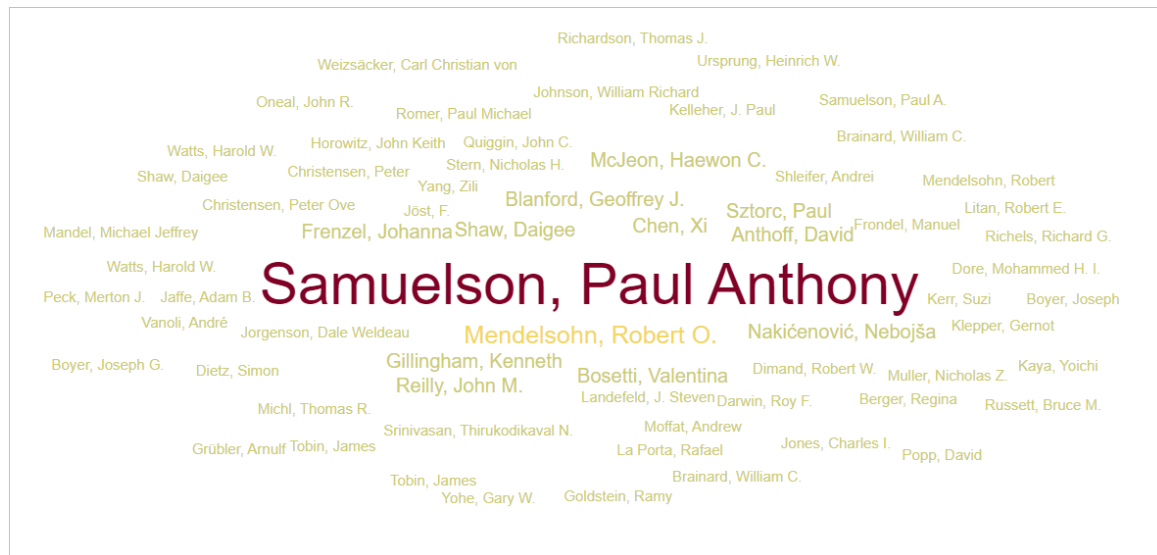 Richardson, Thomas J.
Weizsäcker, Carl Christian von
Ursprung, Heinrich W.
Oneal, John R.
Johnson, William Richard
Samuelson, Paul A.
Romer, Paul Michael
Kelleher, J. Paul
Brainard, William C.
Watts, Harold W.
Horowitz, John Keith
Quiggin, John C.
Stern, Nicholas H.
McJeon, Haewon C.
Shaw, Daigee
Christensen, Peter
Shleifer, Andrei
Mendelsohn, Robert
Yang, Zili
Blanford, Geoffrey J.
Christensen, Peter Ove
Jöst, F.
Sztorc, Paul
Litan, Robert E.
Mandel, Michael Jeffrey
Frenzel, Johanna
Shaw, Daigee
Chen, Xi
Anthoff, David
Frondel, Manuel
Richels, Richard G.
Watts, Harold W.
Samuelson, Paul Anthony
Dore, Mohammed H. I.
Peck, Merton J.
Jaffe, Adam B.
Kerr, Suzi
Boyer, Joseph
Vanoli, André
Jorgenson, Dale Weldeau
Mendelsohn, Robert O.
Nakićenović, Nebojša
Klepper, Gernot
Boyer, Joseph G.
Dietz, Simon
Gillingham, Kenneth
Bosetti, Valentina
Dimand, Robert W.
Muller, Nicholas Z.
Kaya, Yoichi
Reilly, John M.
Landefeld, J. Steven
Darwin, Roy F.
Berger, Regina
Russett, Bruce M.
Michl, Thomas R.
Srinivasan, Thirukodikaval N.
Moffat, Andrew
Grübler, Arnulf
Tobin, James
La Porta, Rafael
Jones, Charles I.
Popp, David
Tobin, James
Brainard, William C.
Yohe, Gary W.
Goldstein, Ramy